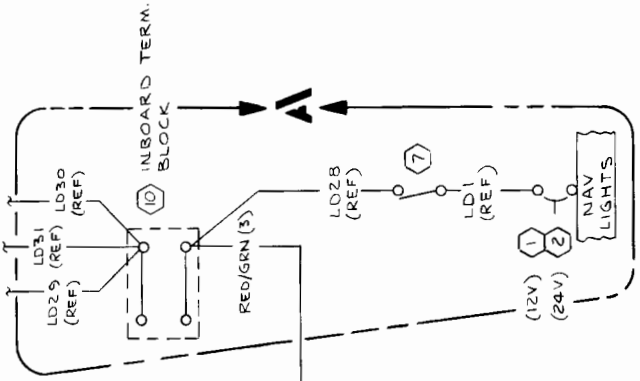 INBOARD TERM.
BLOCK
10
LD30
(REF)
LD31
(REF)
LD29
(REF)
A
RED/GRN (3)
LD28
(REF)
7
LD1
(REF)
1
2
(12V)
(24V)
NAV
LIGHTS